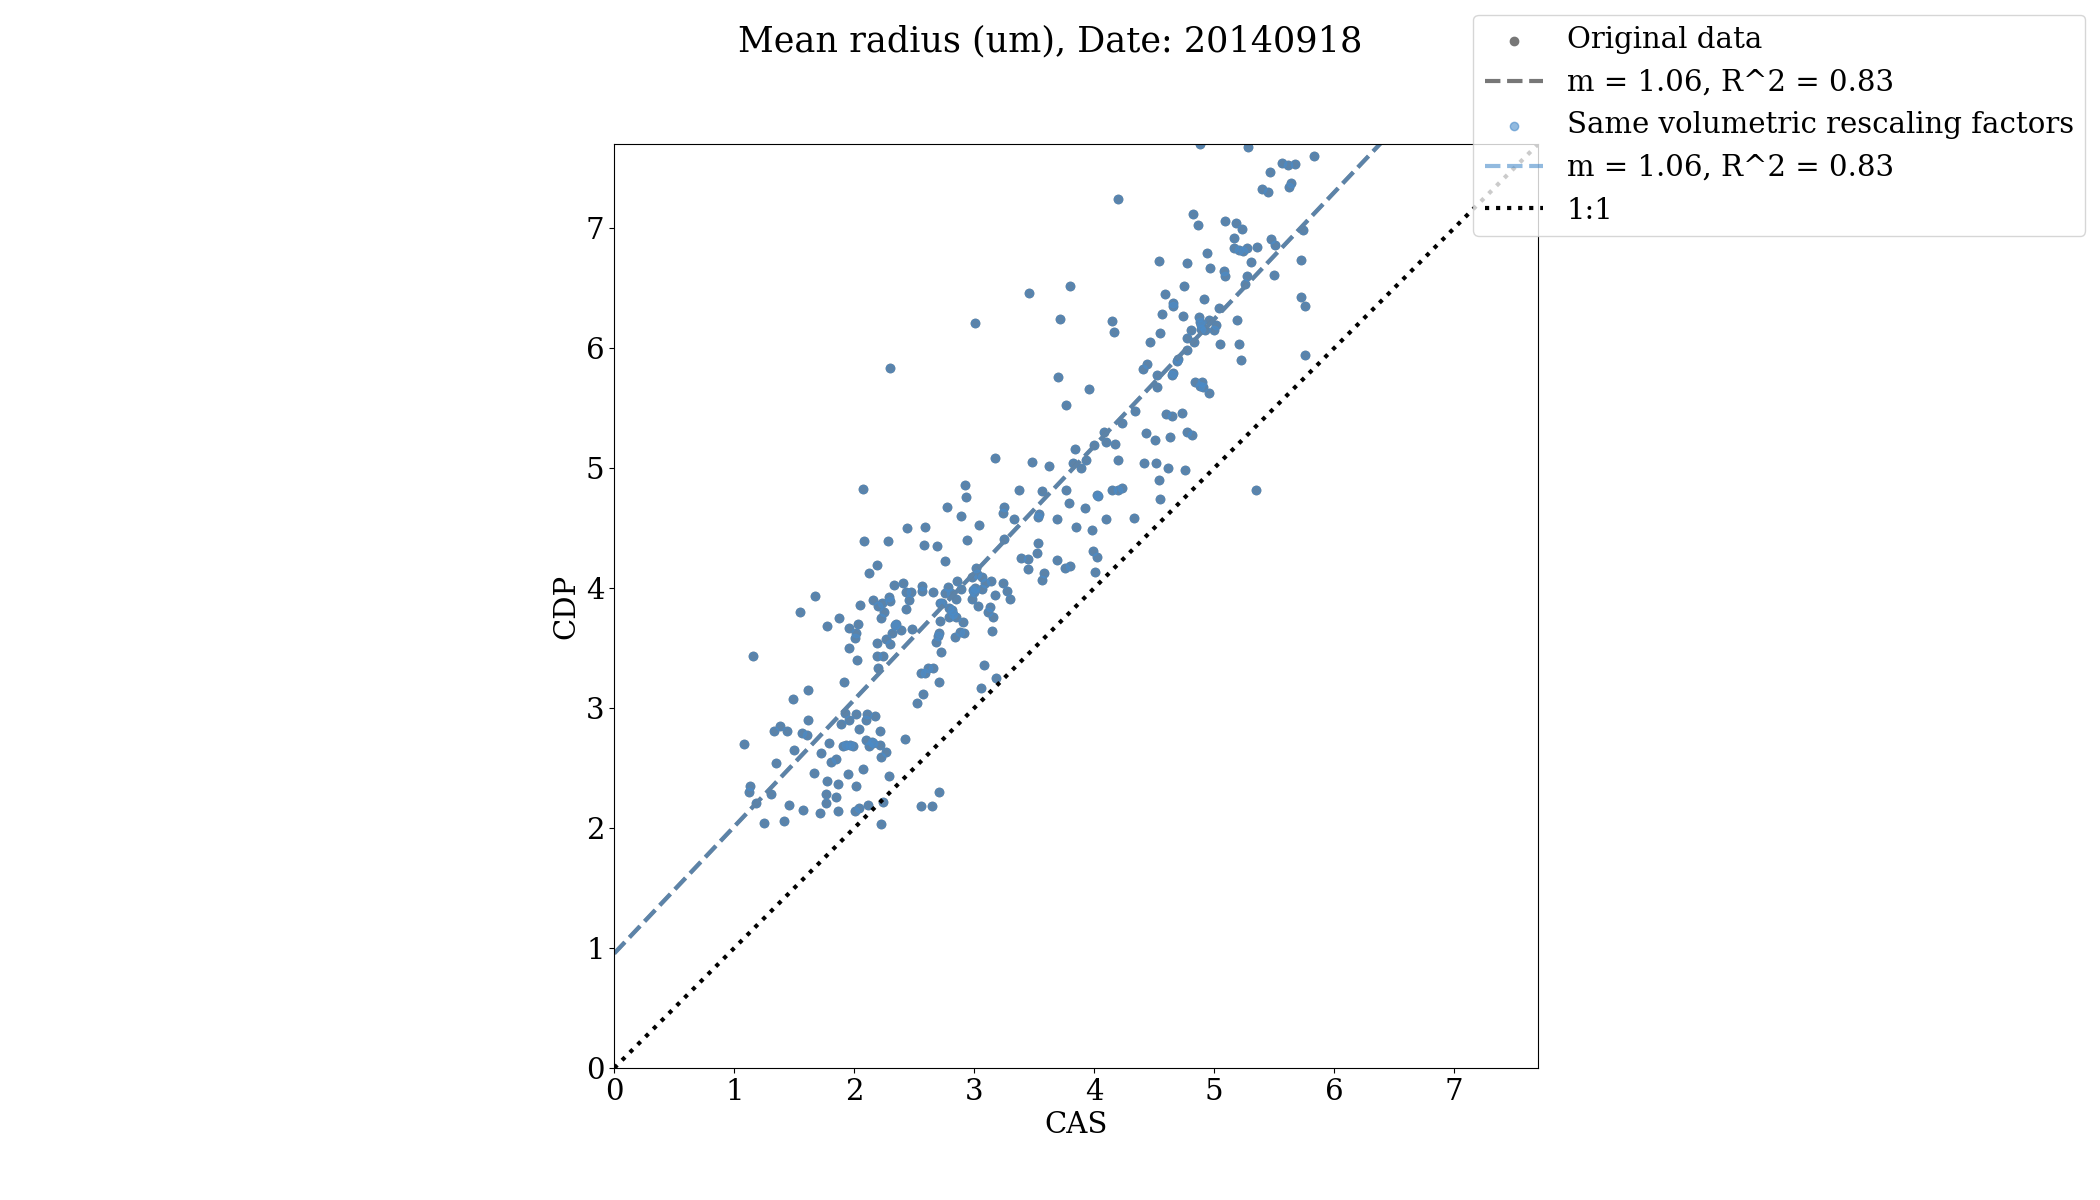 Mean radius (um), Date: 20140918
Original data
m = 1.06, R^2 = 0.83
Same volumetric rescaling factors
m = 1.06, R^2 = 0.83
1:1
7
6
5
4
3
2
1
0
CDP
0 1 2 3 4 5 6 7
CAS